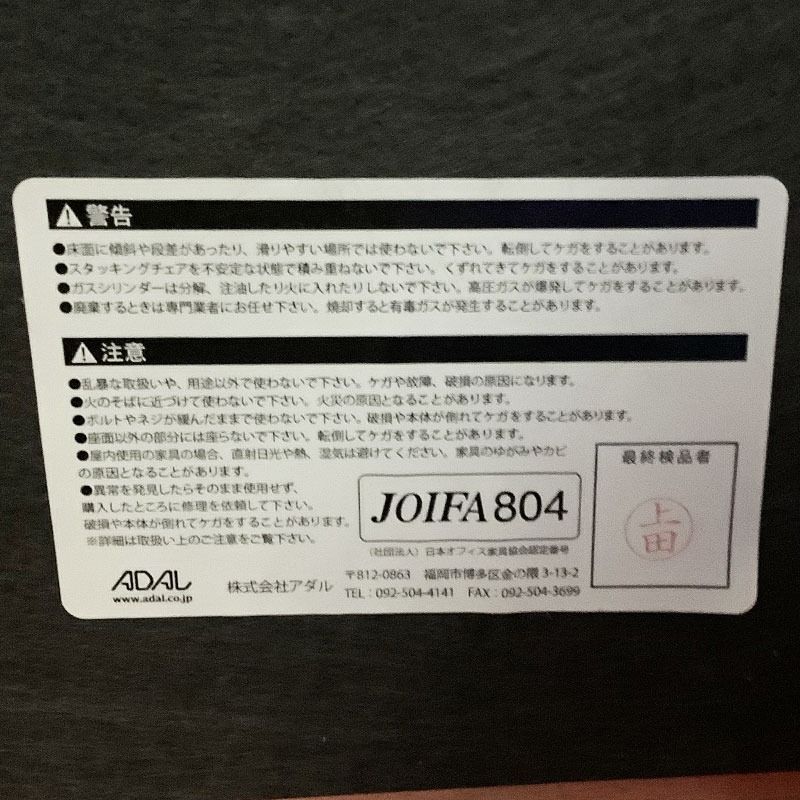 ⚠警告
●床面に傾斜や段差があったり、滑りやすい場所では使わないで下さい。転倒してケガをすることがあります。
●スタッキングチェアを不安定な状態で積み重ねないで下さい。くずれてきてケガをすることがあります。
●ガスシリンダーは分解、注油したり火に入れたりしないで下さい。高圧ガスが爆発してケガをすることがあります。
●廃棄するときは専門業者にお任せ下さい。焼却すると有毒ガスが発生することがあります。
⚠注意
●乱暴な取扱いや、用途以外で使わないで下さい。ケガや故障、破損の原因になります。
●火のそばに近づけて使わないで下さい。火災の原因となることがあります。
●ボルトやネジが緩んだままで使わないで下さい。破損や本体が倒れてケガをすることがあります。
●座面以外の部分には座らないで下さい。転倒してケガをすることがあります。
●屋内使用の家具の場合、直射日光や熱、湿気は避けてください。家具のゆがみやカビ
の原因となることがあります。
●異常を発見したらそのまま使用せず、
購入したところに修理を依頼して下さい。
破損や本体が倒れてケガをすることがあります。
※詳細は取扱い上のご注意をご覧下さい。
JOIFA804
(社団法人)日本オフィス家具協会認定番号
最終検品者
上田
ADAL
www.adal.co.jp
株式会社アダル
〒812-0863 福岡市博多区金の隈3-13-2
TEL:092-504-4141 FAX:092-504-3699